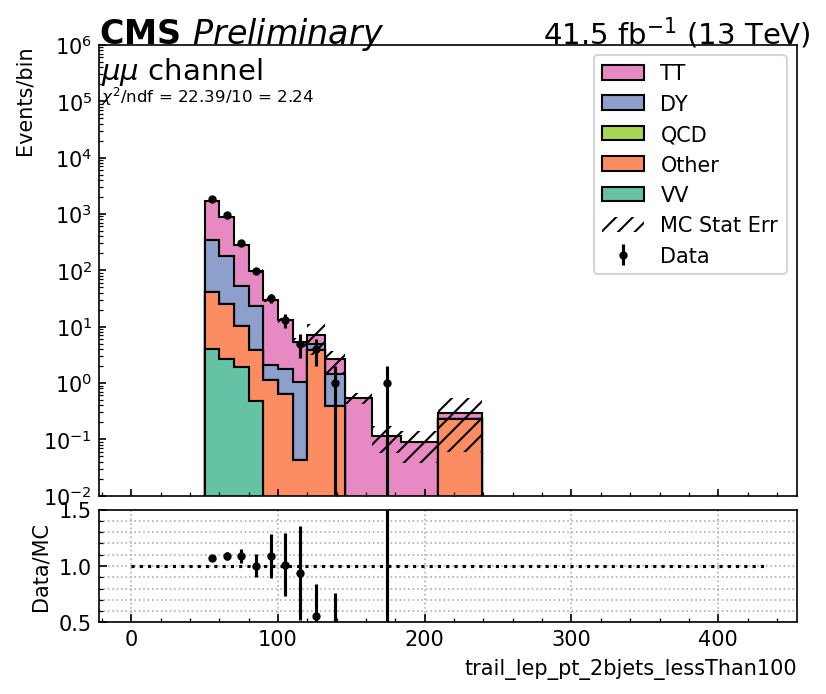 CMS Preliminary 41.5 fb⁻¹ (13 TeV)
μμ channel
χ²/ndf = 22.39/10 = 2.24
Events/bin
10⁶
10⁵
10⁴
10³
10²
10¹
10⁰
10⁻¹
10⁻²
TT
DY
QCD
Other
VV
MC Stat Err
Data
Data/MC
1.5
1.0
0.5
0 100 200 300 400
trail_lep_pt_2bjets_lessThan100